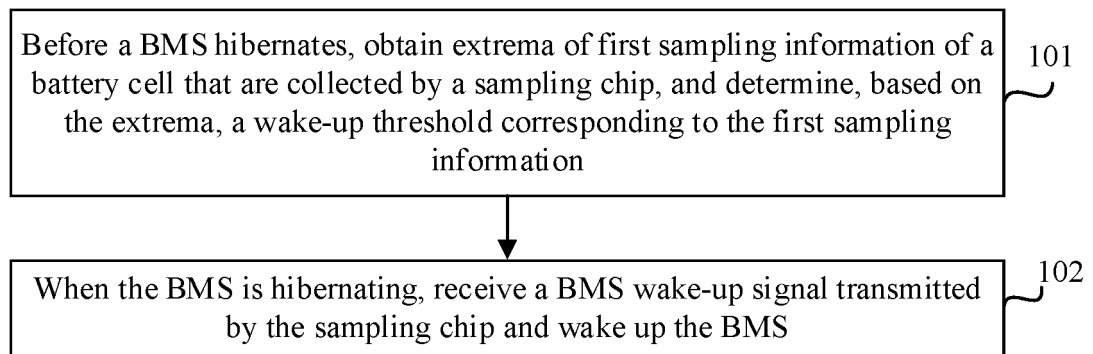 Before a BMS hibernates, obtain extrema of first sampling information of a
battery cell that are collected by a sampling chip, and determine, based on
the extrema, a wake-up threshold corresponding to the first sampling
information
101
When the BMS is hibernating, receive a BMS wake-up signal transmitted
by the sampling chip and wake up the BMS
102